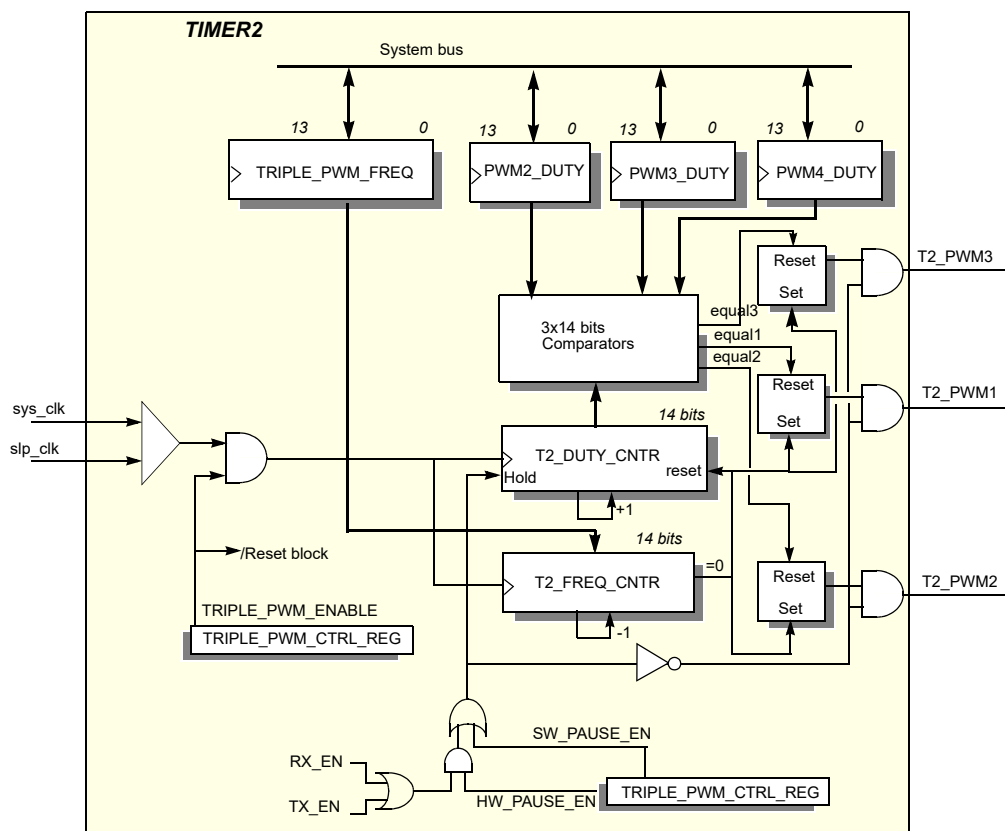 TIMER2
System bus
13 0
13 0
13 0
13 0
TRIPLE_PWM_FREQ
PWM2_DUTY
PWM3_DUTY
PWM4_DUTY
T2_PWM3
Reset
Set
3x14 bits
Comparators
equal3
equal1
equal2
T2_PWM1
Reset
Set
sys_clk
slp_clk
14 bits
T2_DUTY_CNTR
reset
Hold
+1
14 bits
/Reset block
T2_FREQ_CNTR
=0
-1
Reset
Set
T2_PWM2
TRIPLE_PWM_ENABLE
TRIPLE_PWM_CTRL_REG
SW_PAUSE_EN
RX_EN
TX_EN
HW_PAUSE_EN
TRIPLE_PWM_CTRL_REG